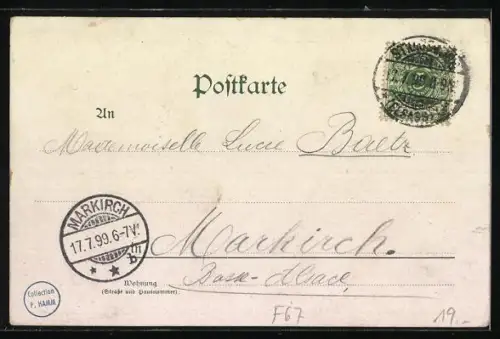 Postkarte
An
Mademoiselle Lucie Baltz
MARKIRCH
17.7.99.6-7V.
b.
Markirch.
Basse-Alsace,
Wohnung
(Straße und Hausnummer)
Collection
P. HAMM
F67
19.-